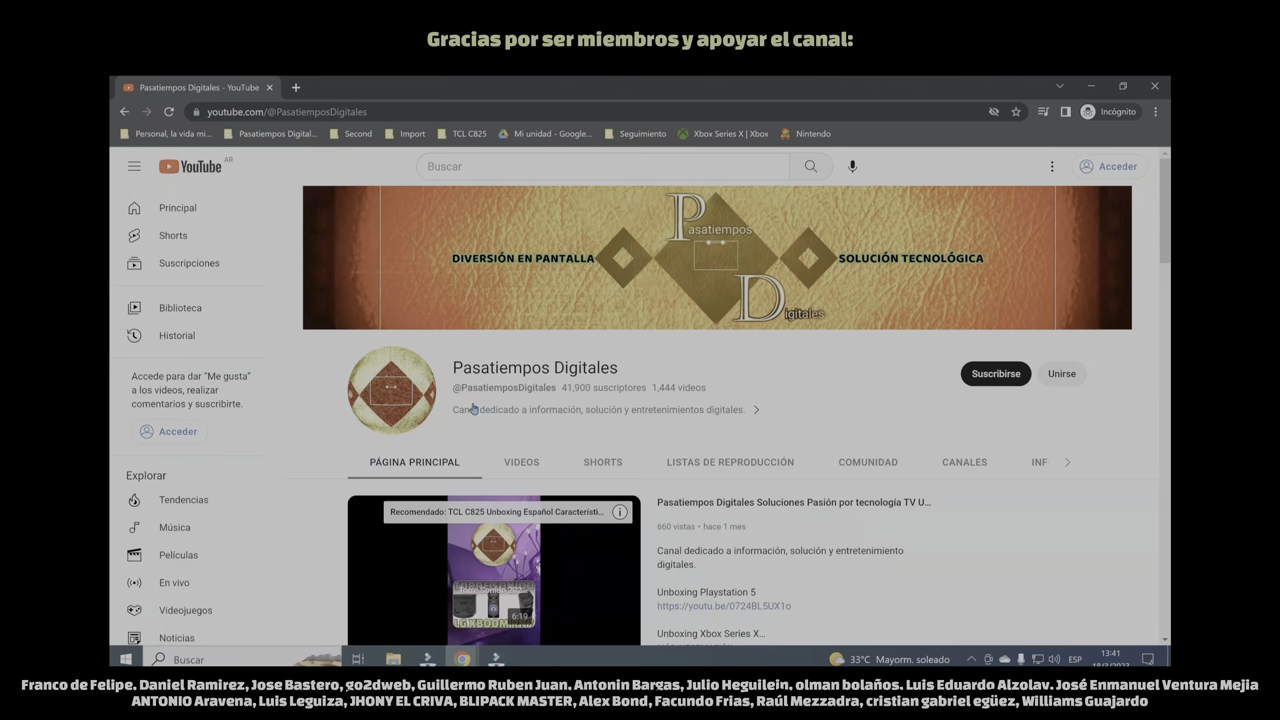 Gracias por ser miembros y apoyar el canal:
Pasatiempos Digitales - YouTube
youtube.com/@PasatiemposDigitales
Incógnito
Personal, la vida mi...
Pasatiempos Digital...
Second
Import
TCL C825
Mi unidad - Google...
Seguimiento
Xbox Series X | Xbox
Nintendo
YouTube AR
Buscar
Acceder
Principal
Shorts
Suscripciones
Biblioteca
Historial
Accede para dar "Me gusta"
a los videos, realizar
comentarios y suscribirte.
Acceder
Explorar
Tendencias
Música
Películas
En vivo
Videojuegos
Noticias
DIVERSIÓN EN PANTALLA
Pasatiempos
Digitales
SOLUCIÓN TECNOLÓGICA
Pasatiempos Digitales
@PasatiemposDigitales 41,900 suscriptores 1,444 videos
Canal dedicado a información, solución y entretenimientos digitales.
Suscribirse
Unirse
PÁGINA PRINCIPAL
VIDEOS
SHORTS
LISTAS DE REPRODUCCIÓN
COMUNIDAD
CANALES
INF
Recomendado: TCL C825 Unboxing Español Característi...
6:19
Pasatiempos Digitales Soluciones Pasión por tecnología TV U...
660 vistas • hace 1 mes
Canal dedicado a información, solución y entretenimiento
digitales.
Unboxing Playstation 5
https://youtu.be/0724BL5UX1o
Unboxing Xbox Series X...
Buscar
33°C Mayorm. soleado
ESP
13:41
Franco de Felipe, Daniel Ramirez, Jose Bastero, go2dweb, Guillermo Ruben Juan, Antonin Bargas, Julio Heguilein, olman bolaños, Luis Eduardo Alzolay, José Enmanuel Ventura Mejia
ANTONIO Aravena, Luis Leguiza, JHONY EL CRIVA, BLIPACK MASTER, Alex Bond, Facundo Frias, Raúl Mezzadra, cristian gabriel egüez, Williams Guajardo